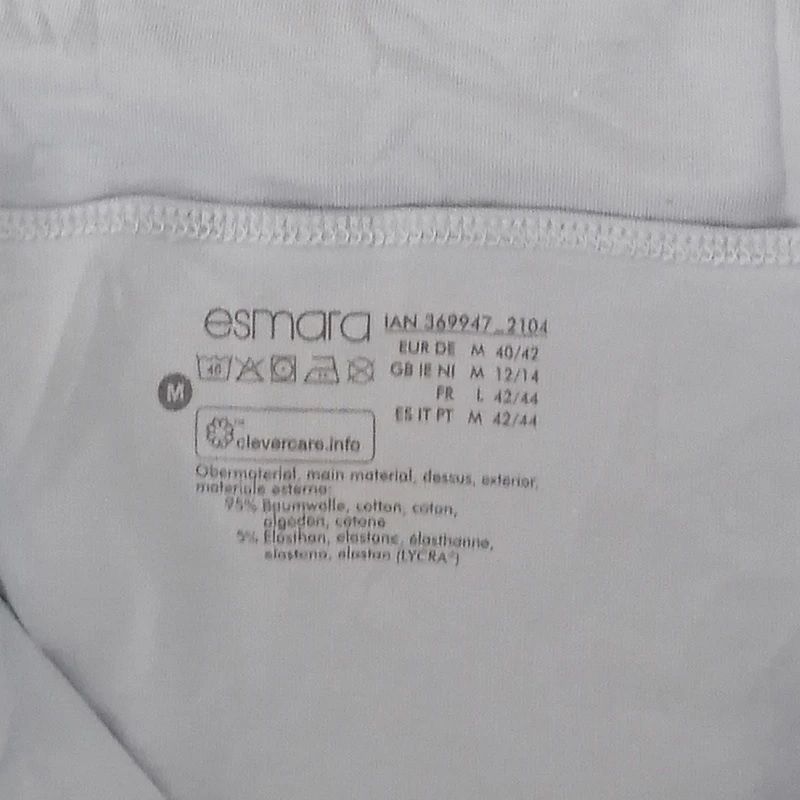 esmara
IAN 369947_2104
EUR DE M 40/42
GB IE NI M 12/14
FR L 42/44
ES IT PT M 42/44
40
M
clevercare.info
Obermaterial, main material, dessus, exterior,
materiale esterno:
95% Baumwolle, cotton, coton,
algodón, cotone
5% Elasthan, elastane, élasthanne,
elastano, elastan (LYCRA®)